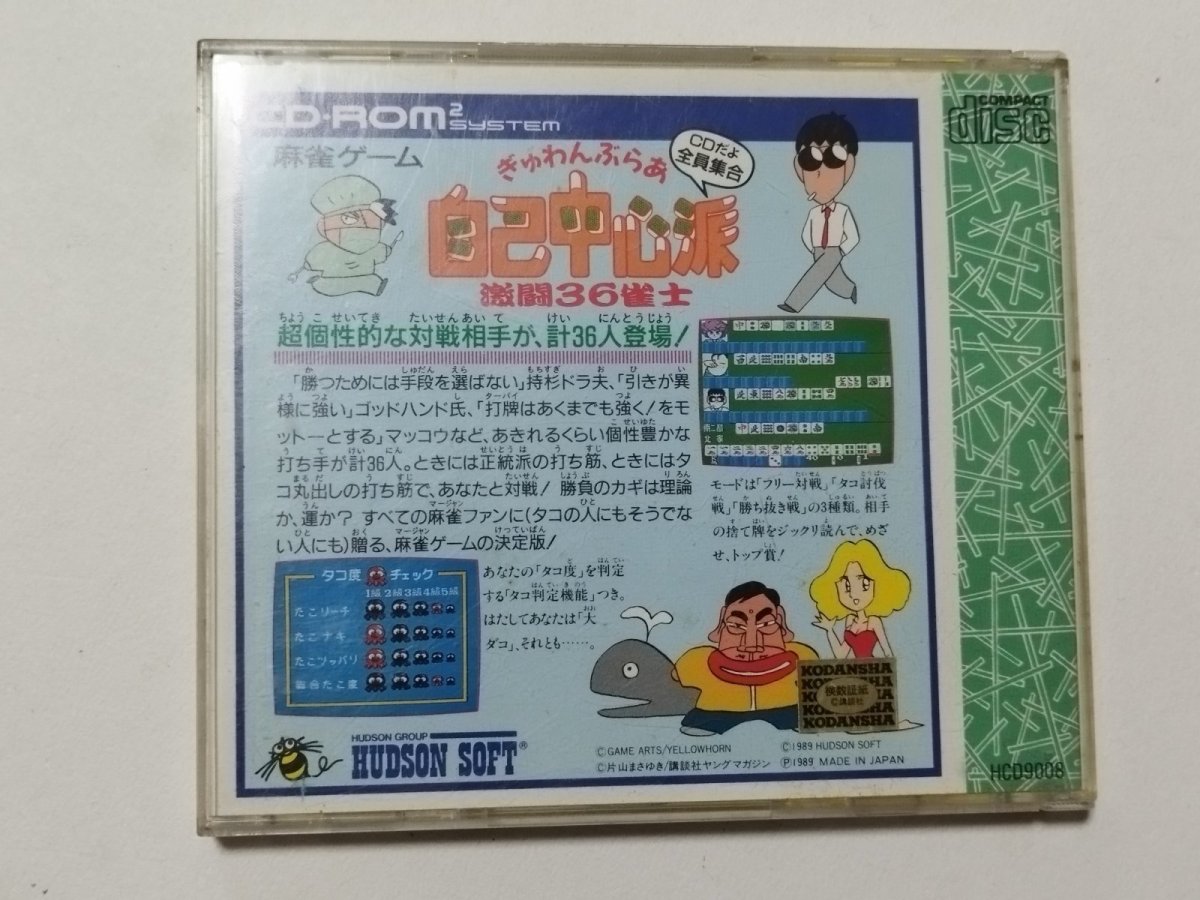 CD-ROM2
SYSTEM
COMPACT
disc
麻雀ゲーム
ぎゅわんぶらあ
自己中心派
激闘36雀士
CDだよ
全員集合
超個性的な対戦相手が、計36人登場!
「勝つためには手段を選ばない」持杉ドラ夫、「引きが異
様に強い」ゴッドハンド氏、「打牌はあくまでも強く!をモ
ットーとする」マッコウなど、あきれるくらい個性豊かな
打ち手が計36人。ときには正統派の打ち筋、ときにはタ
コ丸出しの打ち筋で、あなたと対戦! 勝負のカギは理論
か、運か? すべての麻雀ファンに(タコの人にもそうでな
い人にも)贈る、麻雀ゲームの決定版!
モードは「フリー対戦」「タコ討伐
戦」「勝ち抜き戦」の3種類。相手
の捨て牌をジックリ読んで、めざ
せ、トップ賞!
タコ度 チェック
1級 2級 3級 4級 5級
たこリーチ
たこナキ
たこツッパリ
総合たこ度
あなたの「タコ度」を判定
する「タコ判定機能」つき。
はたしてあなたは「大
ダコ」、それとも……。
KODANSHA
検数証紙
©講談社
KODANSHA
HUDSON GROUP
HUDSON SOFT®
©GAME ARTS/YELLOWHORN
©1989 HUDSON SOFT
©片山まさゆき/講談社ヤングマガジン
℗1989 MADE IN JAPAN
HCD9008